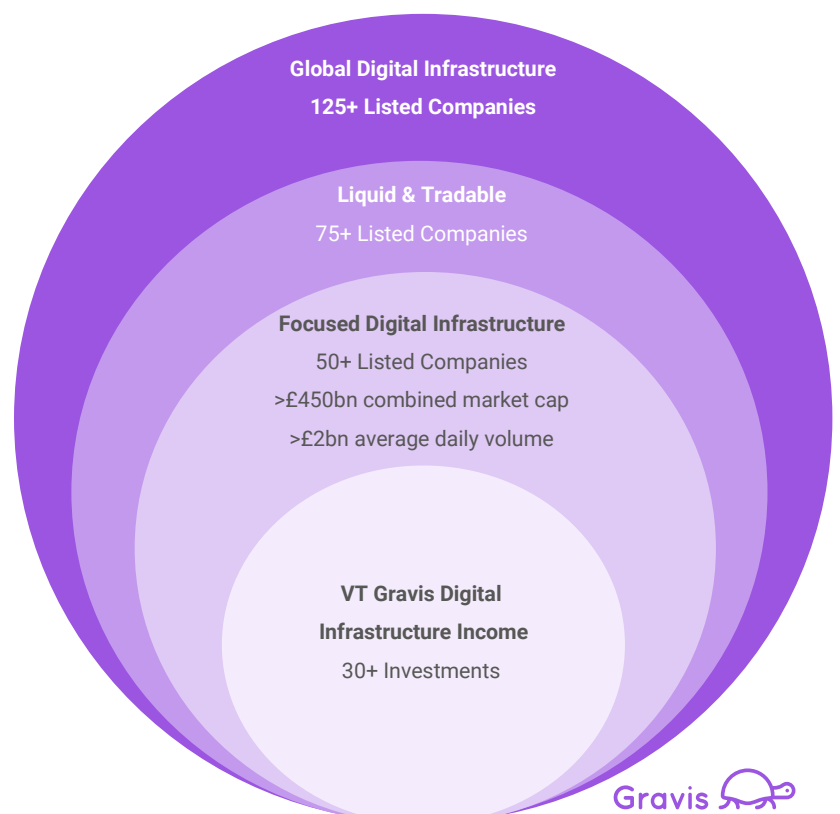 Global Digital Infrastructure
125+ Listed Companies
Liquid & Tradable
75+ Listed Companies
Focused Digital Infrastructure
50+ Listed Companies
>£450bn combined market cap
>£2bn average daily volume
VT Gravis Digital
Infrastructure Income
30+ Investments
Gravis